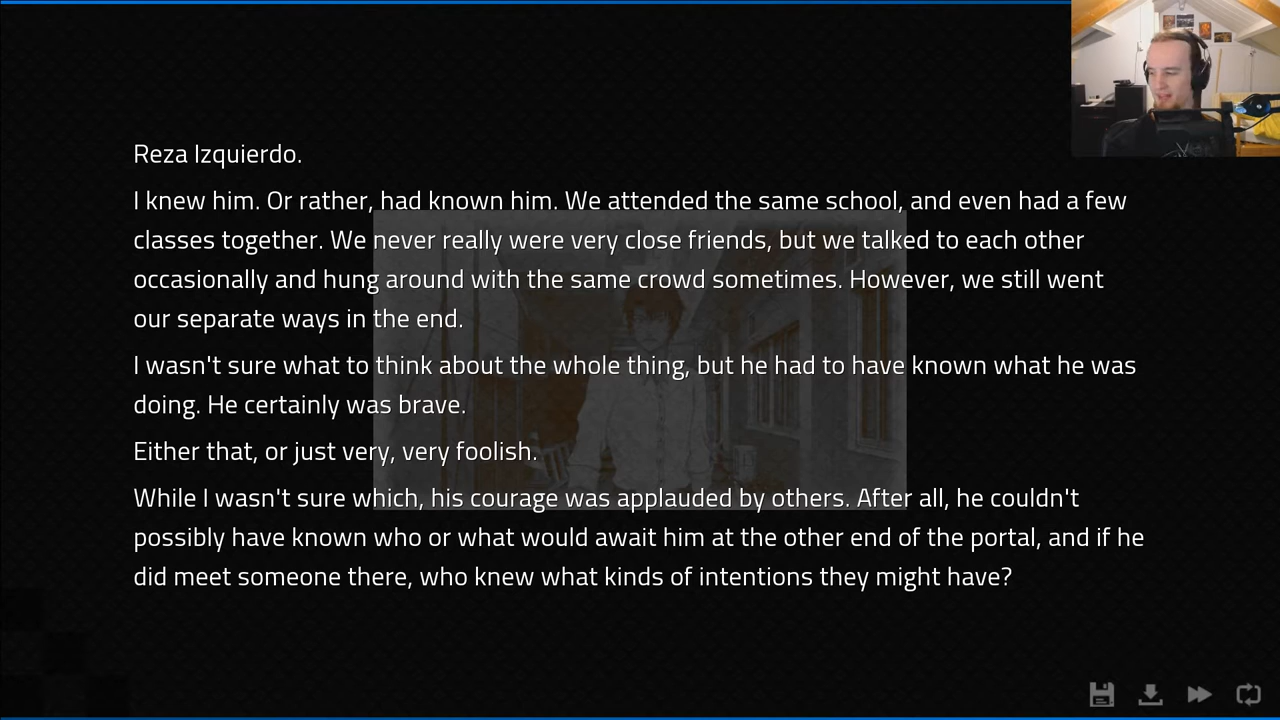 Reza Izquierdo.
I knew him. Or rather, had known him. We attended the same school, and even had a few
classes together. We never really were very close friends, but we talked to each other
occasionally and hung around with the same crowd sometimes. However, we still went
our separate ways in the end.
I wasn't sure what to think about the whole thing, but he had to have known what he was
doing. He certainly was brave.
Either that, or just very, very foolish.
While I wasn't sure which, his courage was applauded by others. After all, he couldn't
possibly have known who or what would await him at the other end of the portal, and if he
did meet someone there, who knew what kinds of intentions they might have?